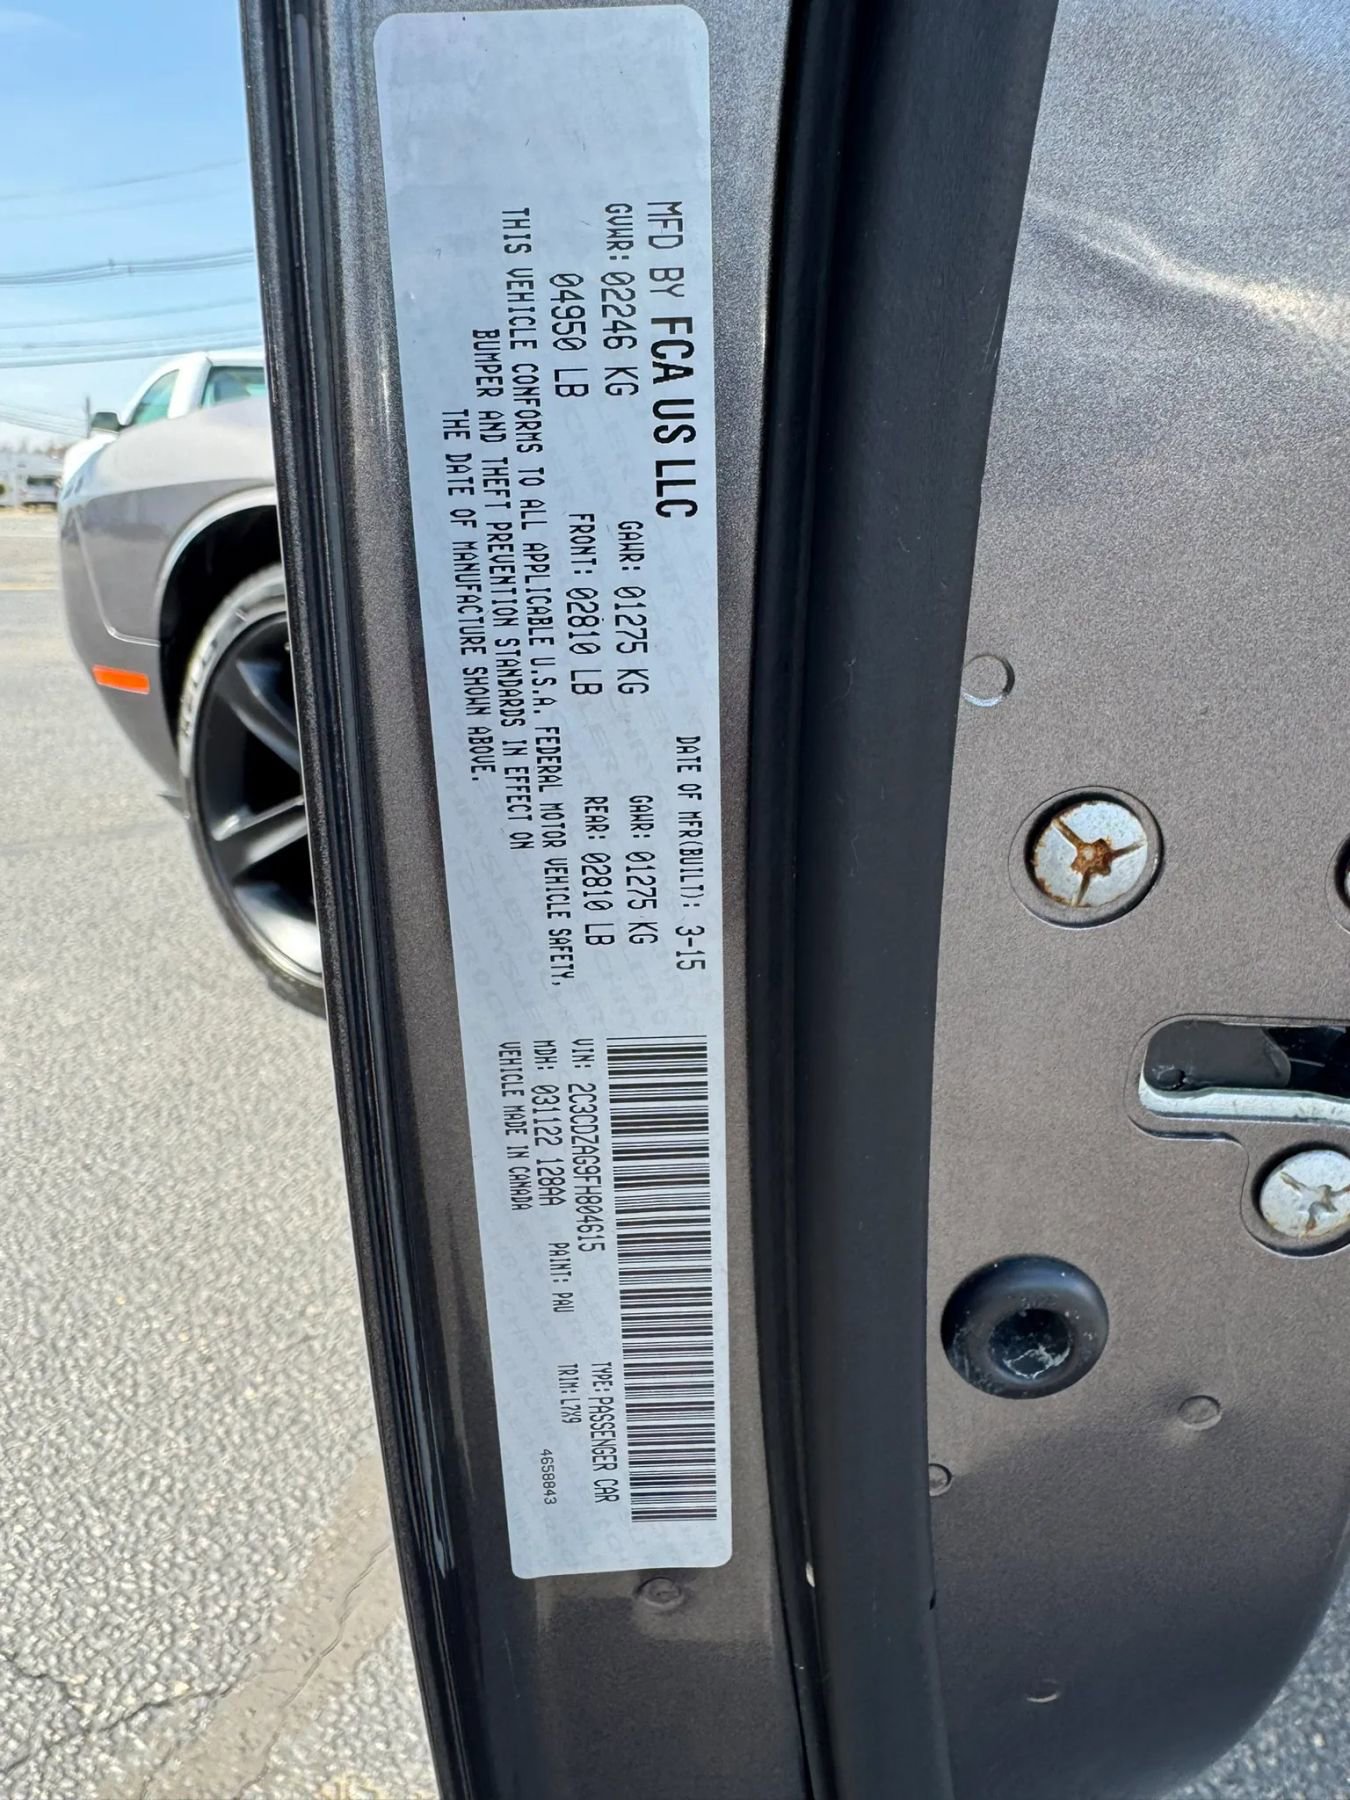 MFD BY FCA US LLC DATE OF MFR(BUILT): 3-15
GVWR: 02246 KG GAWR: 01275 KG GAWR: 01275 KG
04950 LB FRONT: 02810 LB REAR: 02810 LB
THIS VEHICLE CONFORMS TO ALL APPLICABLE U.S.A. FEDERAL MOTOR VEHICLE SAFETY,
BUMPER AND THEFT PREVENTION STANDARDS IN EFFECT ON
THE DATE OF MANUFACTURE SHOWN ABOVE.
VIN: 2C3CDZAG9FH804615 TYPE: PASSENGER CAR
MDH: 031122 128AA PAINT: PAU TRIM: L7X9
VEHICLE MADE IN CANADA 4658843